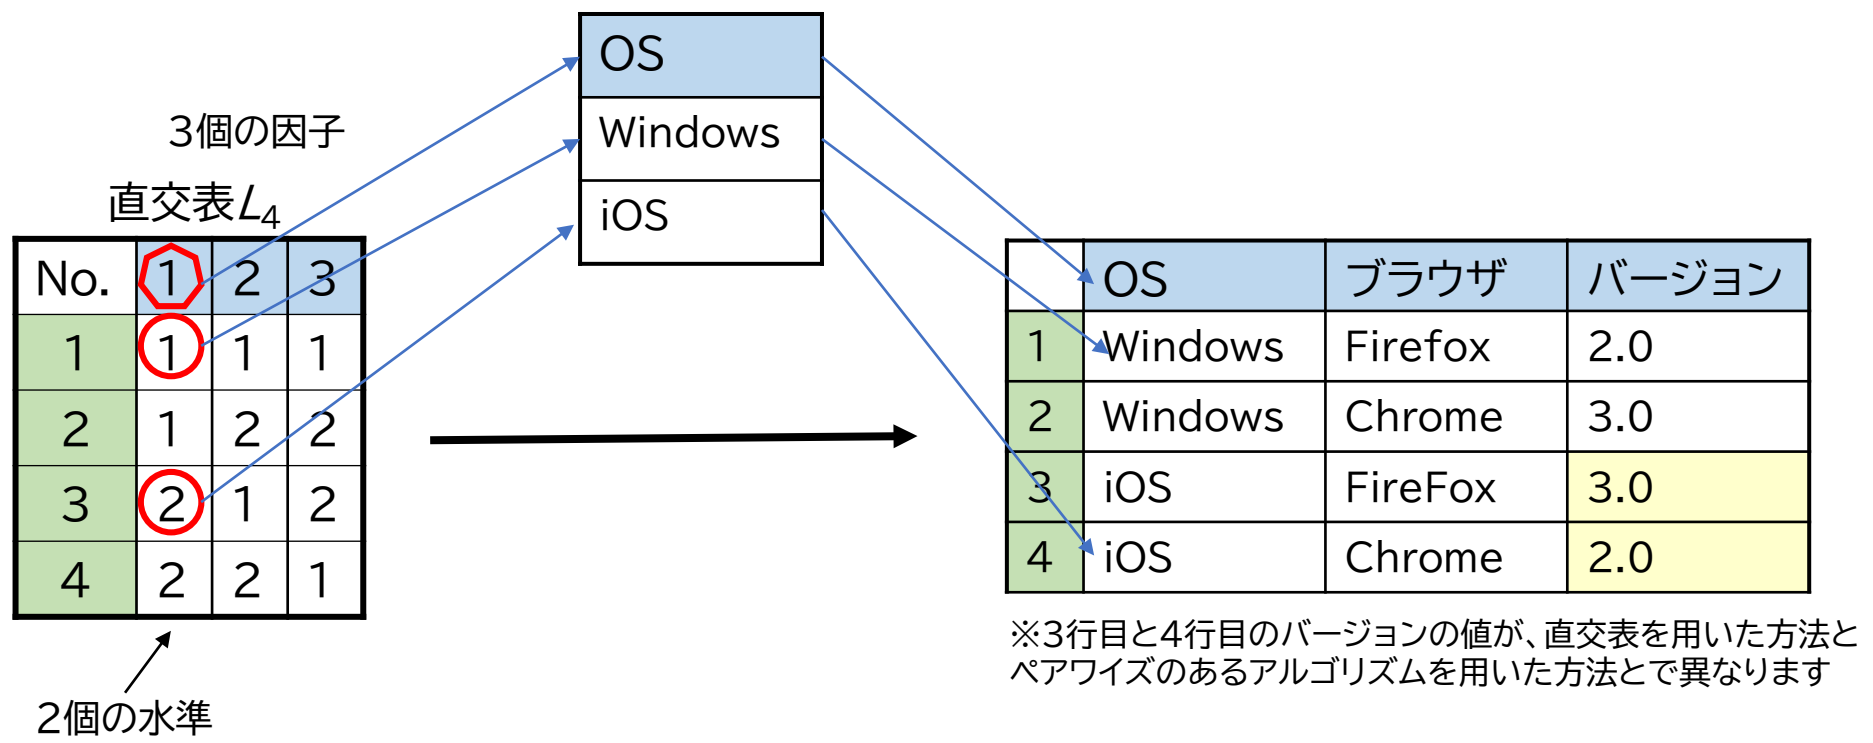 3個の因子
直交表L4
No. 1 2 3
1 1 1 1
2 1 2 2
3 2 1 2
4 2 2 1
2個の水準
OS
Windows
iOS
OS ブラウザ バージョン
1 Windows Firefox 2.0
2 Windows Chrome 3.0
3 iOS FireFox 3.0
4 iOS Chrome 2.0
※3行目と4行目のバージョンの値が、直交表を用いた方法と
ペアワイズのあるアルゴリズムを用いた方法とで異なります